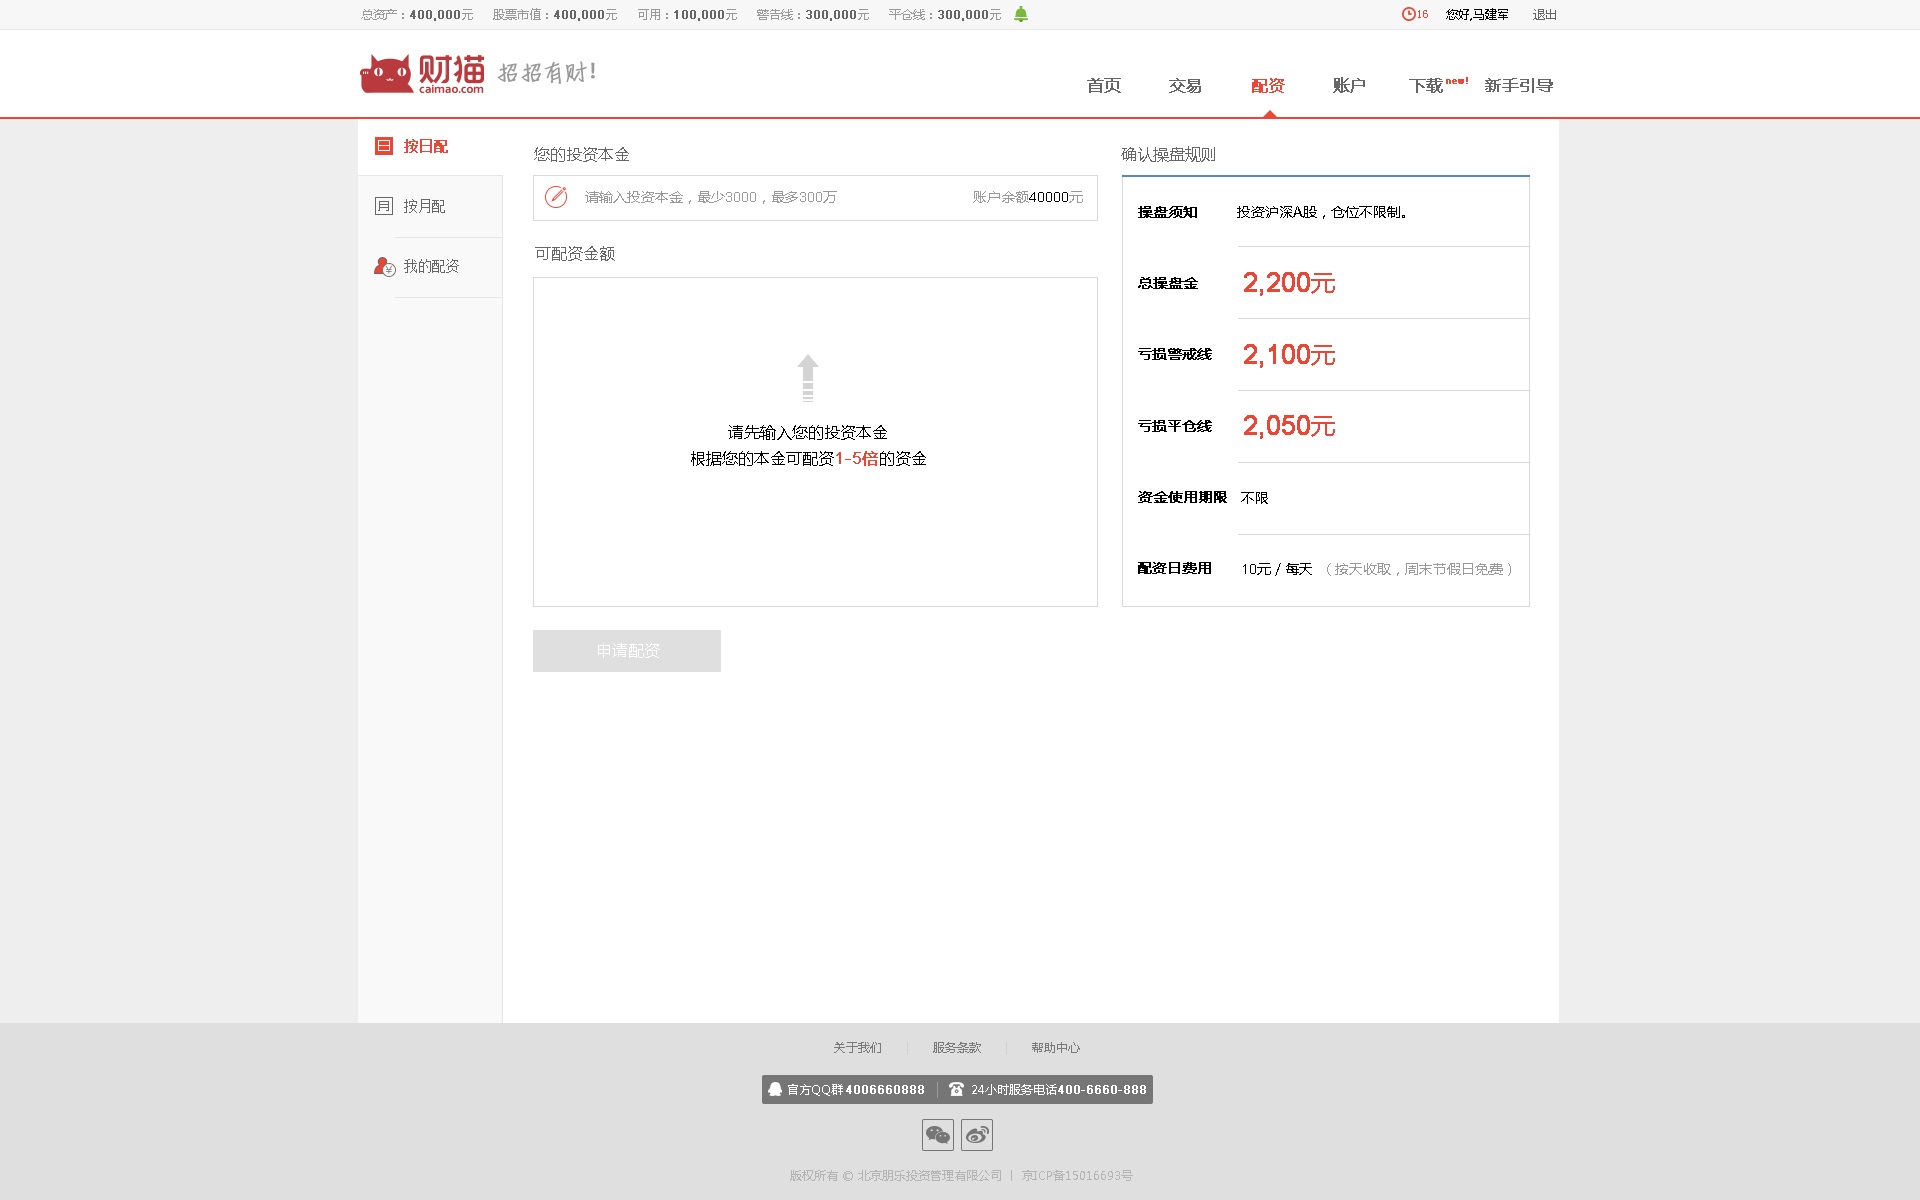 总资产：400,000元 股票市值：400,000元 可用：100,000元 警告线：300,000元 平仓线：300,000元 16 您好,马建军 退出
财猫 caimao.com 招招有财!
首页 交易 配资 账户 下载new! 新手引导
按日配
按月配
我的配资
您的投资本金
请输入投资本金，最少3000，最多300万 账户余额40000元
可配资金额
请先输入您的投资本金
根据您的本金可配资1-5倍的资金
申请配资
确认操盘规则
操盘须知 投资沪深A股，仓位不限制。
总操盘金 2,200元
亏损警戒线 2,100元
亏损平仓线 2,050元
资金使用期限 不限
配资日费用 10元 / 每天 （按天收取，周末节假日免费）
关于我们 服务条款 帮助中心
官方QQ群4006660888 24小时服务电话400-6660-888
版权所有 © 北京朋乐投资管理有限公司 | 京ICP备15016693号